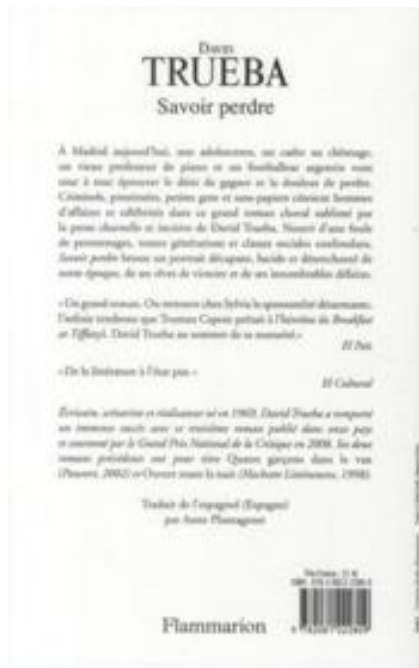 DAVID
TRUEBA
Savoir perdre
À Madrid aujourd'hui, une adolescente, un cadre au chômage,
un vieux professeur de piano et un footballeur argentin vont
tour à tour éprouver le défi de gagner et la douleur de perdre.
Criminels, prostituées, petites gens et sans-papiers côtoient hommes
d'affaires et célébrités dans ce grand roman choral sublimé par
la prose charnelle et incisive de David Trueba. Nourri d'une foule
de personnages, toutes générations et classes sociales confondues,
Savoir perdre brosse un portrait décapant, lucide et désenchanté de
notre époque, de ses rêves de victoire et de ses innombrables défaites.
« Un grand roman. On retrouve chez Sylvia la spontanéité désarmante,
l'infinie tendresse que Truman Capote prêtait à l'héroïne de Breakfast
at Tiffany's. David Trueba au sommet de sa maturité. »
El País
« De la littérature à l'état pur. »
El Cultural
Écrivain, scénariste et réalisateur né en 1969, David Trueba a remporté
un immense succès avec ce troisième roman publié dans onze pays
et couronné par le Grand Prix National de la Critique en 2008. Ses deux
romans précédents ont pour titre Quatre garçons dans le vent
(Panama, 2002) et Ouvert toute la nuit (Hachette Littératures, 1998).
Traduit de l'espagnol (Espagne)
par Anne Plantagenet
Flammarion